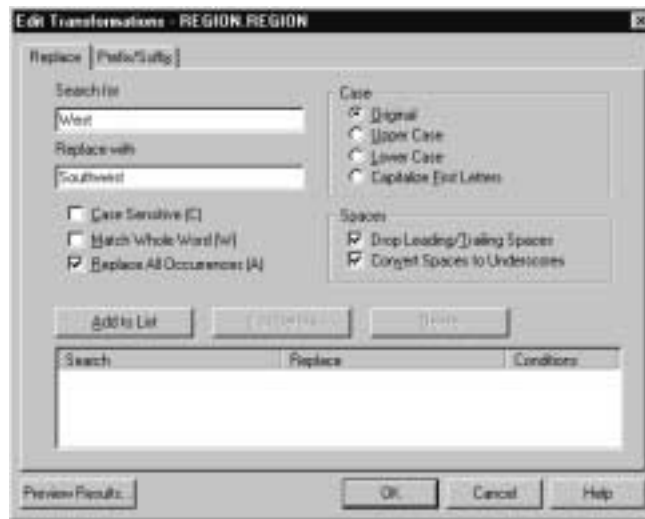 Edit Transformations - REGION.REGION
Replace Prefix/Suffix
Search for
West
Replace with
Southwest
Case Sensitive (C)
Match Whole Word (W)
Replace All Occurrences (A)
Case
Original
Upper Case
Lower Case
Capitalize First Letters
Spaces
Drop Leading/Trailing Spaces
Convert Spaces to Underscores
Add to List
Search Replace Conditions
Preview Results... OK Cancel Help